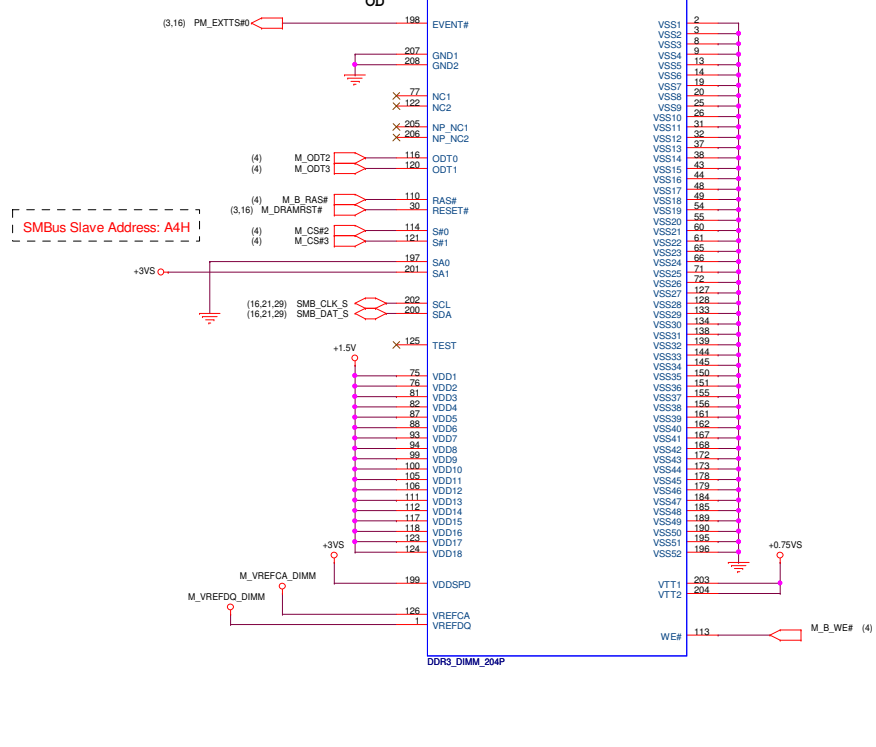 OD
(3,16) PM_EXTTS#0 198 EVENT#
207 GND1
208 GND2
77 NC1
122 NC2
205 NP_NC1
206 NP_NC2
(4) M_ODT2 116 ODT0
(4) M_ODT3 120 ODT1
(4) M_B_RAS# 110 RAS#
(3,16) M_DRAMRST# 30 RESET#
SMBus Slave Address: A4H
(4) M_CS#2 114 S#0
(4) M_CS#3 121 S#1
197 SA0
+3VS 201 SA1
(16,21,29) SMB_CLK_S 202 SCL
(16,21,29) SMB_DAT_S 200 SDA
125 TEST
+1.5V
75 VDD1
76 VDD2
81 VDD3
82 VDD4
87 VDD5
88 VDD6
93 VDD7
94 VDD8
99 VDD9
100 VDD10
105 VDD11
106 VDD12
111 VDD13
112 VDD14
117 VDD15
118 VDD16
123 VDD17
124 VDD18
+3VS
199 VDDSPD
M_VREFCA_DIMM
M_VREFDQ_DIMM
126 VREFCA
1 VREFDQ
VSS1 2
VSS2 3
VSS3 8
VSS4 9
VSS5 13
VSS6 14
VSS7 19
VSS8 20
VSS9 25
VSS10 26
VSS11 31
VSS12 32
VSS13 37
VSS14 38
VSS15 43
VSS16 44
VSS17 48
VSS18 49
VSS19 54
VSS20 55
VSS21 60
VSS22 61
VSS23 65
VSS24 66
VSS25 71
VSS26 72
VSS27 127
VSS28 128
VSS29 133
VSS30 134
VSS31 138
VSS32 139
VSS33 144
VSS34 145
VSS35 150
VSS36 151
VSS37 155
VSS38 156
VSS39 161
VSS40 162
VSS41 167
VSS42 168
VSS43 172
VSS44 173
VSS45 178
VSS46 179
VSS47 184
VSS48 185
VSS49 189
VSS50 190
VSS51 195
VSS52 196
+0.75VS
VTT1 203
VTT2 204
WE# 113 M_B_WE# (4)
DDR3_DIMM_204P